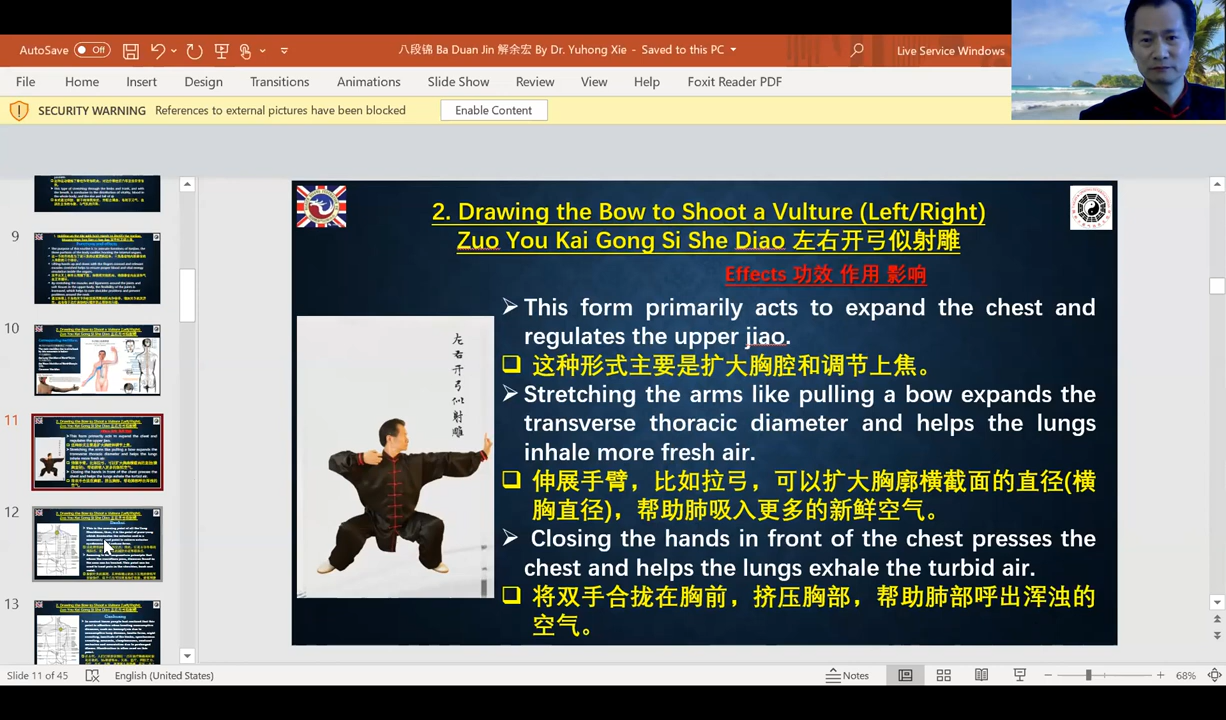 AutoSave Off
八段锦 Ba Duan Jin 解余宏 By Dr. Yuhong Xie - Saved to this PC
Live Service Windows
File Home Insert Design Transitions Animations Slide Show Review View Help Foxit Reader PDF
SECURITY WARNING References to external pictures have been blocked Enable Content
9
10
11
12
13
2. Drawing the Bow to Shoot a Vulture (Left/Right)
Zuo You Kai Gong Si She Diao 左右开弓似射雕
Effects 功效 作用 影响
左右开弓似射雕
This form primarily acts to expand the chest and
regulates the upper jiao.
这种形式主要是扩大胸腔和调节上焦。
Stretching the arms like pulling a bow expands the
transverse thoracic diameter and helps the lungs
inhale more fresh air.
伸展手臂，比如拉弓，可以扩大胸廓横截面的直径(横
胸直径)，帮助肺吸入更多的新鲜空气。
Closing the hands in front of the chest presses the
chest and helps the lungs exhale the turbid air.
将双手合拢在胸前，挤压胸部，帮助肺部呼出浑浊的
空气。
Slide 11 of 45 English (United States) Notes 68%